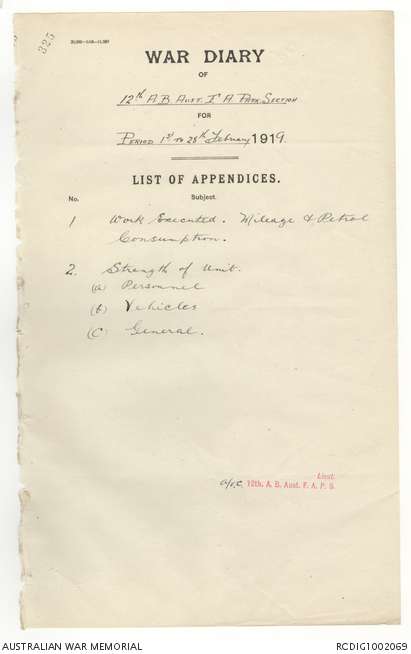 325
WAR DIARY
OF
12th A.B. Aust. F A Park Section
FOR
Period 1st to 28th February 1919.
LIST OF APPENDICES.
No. Subject.
1 Work Executed. Mileage & Petrol
Consumption.
2. Strength of Unit.
(a) Personnel
(b) Vehicles
(c) General.
Lieut.
a/o.c. 12th. A. B. Aust. F. A. P. S.
AUSTRALIAN WAR MEMORIAL
RCDIG1002069